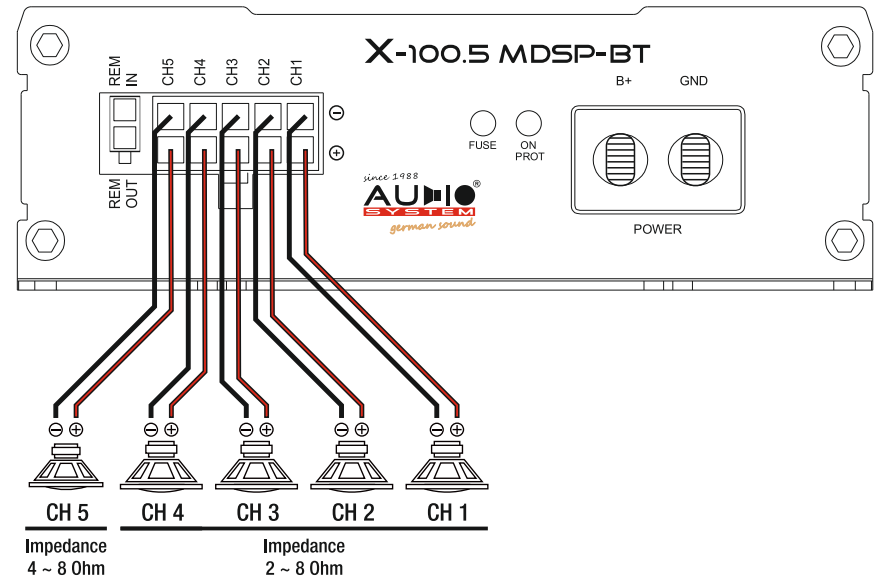 X-100.5 MDSP-BT
REM IN
CH5
CH4
CH3
CH2
CH1
⊖
⊕
REM OUT
FUSE
ON PROT
B+
GND
POWER
since 1988
AUDIO®
SYSTEM
german sound
⊖ ⊕ ⊖ ⊕ ⊖ ⊕ ⊖ ⊕ ⊖ ⊕
CH 5 CH 4 CH 3 CH 2 CH 1
Impedance
4 ~ 8 Ohm
Impedance
2 ~ 8 Ohm